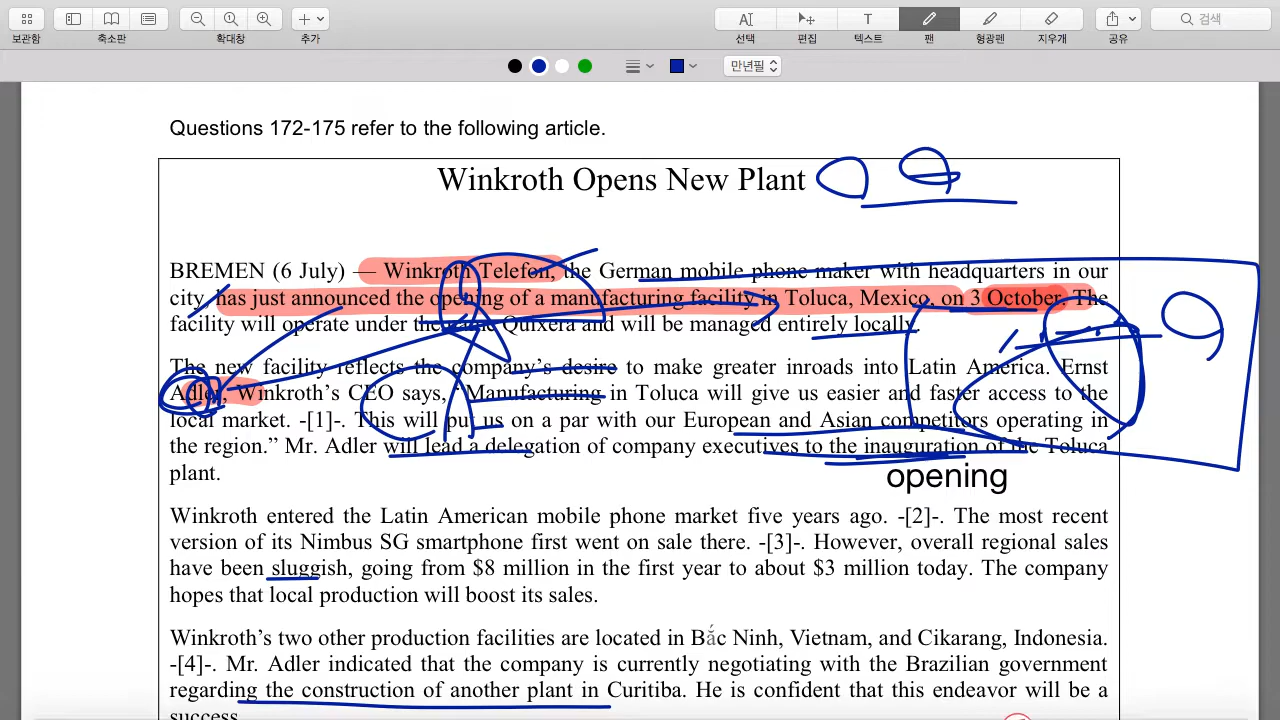 보관함
축소판
확대창
추가
선택
편집
텍스트
펜
형광펜
지우개
공유
검색
만년필
Questions 172-175 refer to the following article.
Winkroth Opens New Plant
BREMEN (6 July) — Winkroth Telefon, the German mobile phone maker with headquarters in our
city, has just announced the opening of a manufacturing facility in Toluca, Mexico, on 3 October. The
facility will operate under the name Quixera and will be managed entirely locally.
The new facility reflects the company's desire to make greater inroads into Latin America. Ernst
Adler, Winkroth's CEO says, “Manufacturing in Toluca will give us easier and faster access to the
local market. -[1]-. This will put us on a par with our European and Asian competitors operating in
the region.” Mr. Adler will lead a delegation of company executives to the inauguration of the Toluca
plant.
opening
Winkroth entered the Latin American mobile phone market five years ago. -[2]-. The most recent
version of its Nimbus SG smartphone first went on sale there. -[3]-. However, overall regional sales
have been sluggish, going from $8 million in the first year to about $3 million today. The company
hopes that local production will boost its sales.
Winkroth's two other production facilities are located in Bắc Ninh, Vietnam, and Cikarang, Indonesia.
-[4]-. Mr. Adler indicated that the company is currently negotiating with the Brazilian government
regarding the construction of another plant in Curitiba. He is confident that this endeavor will be a
success.